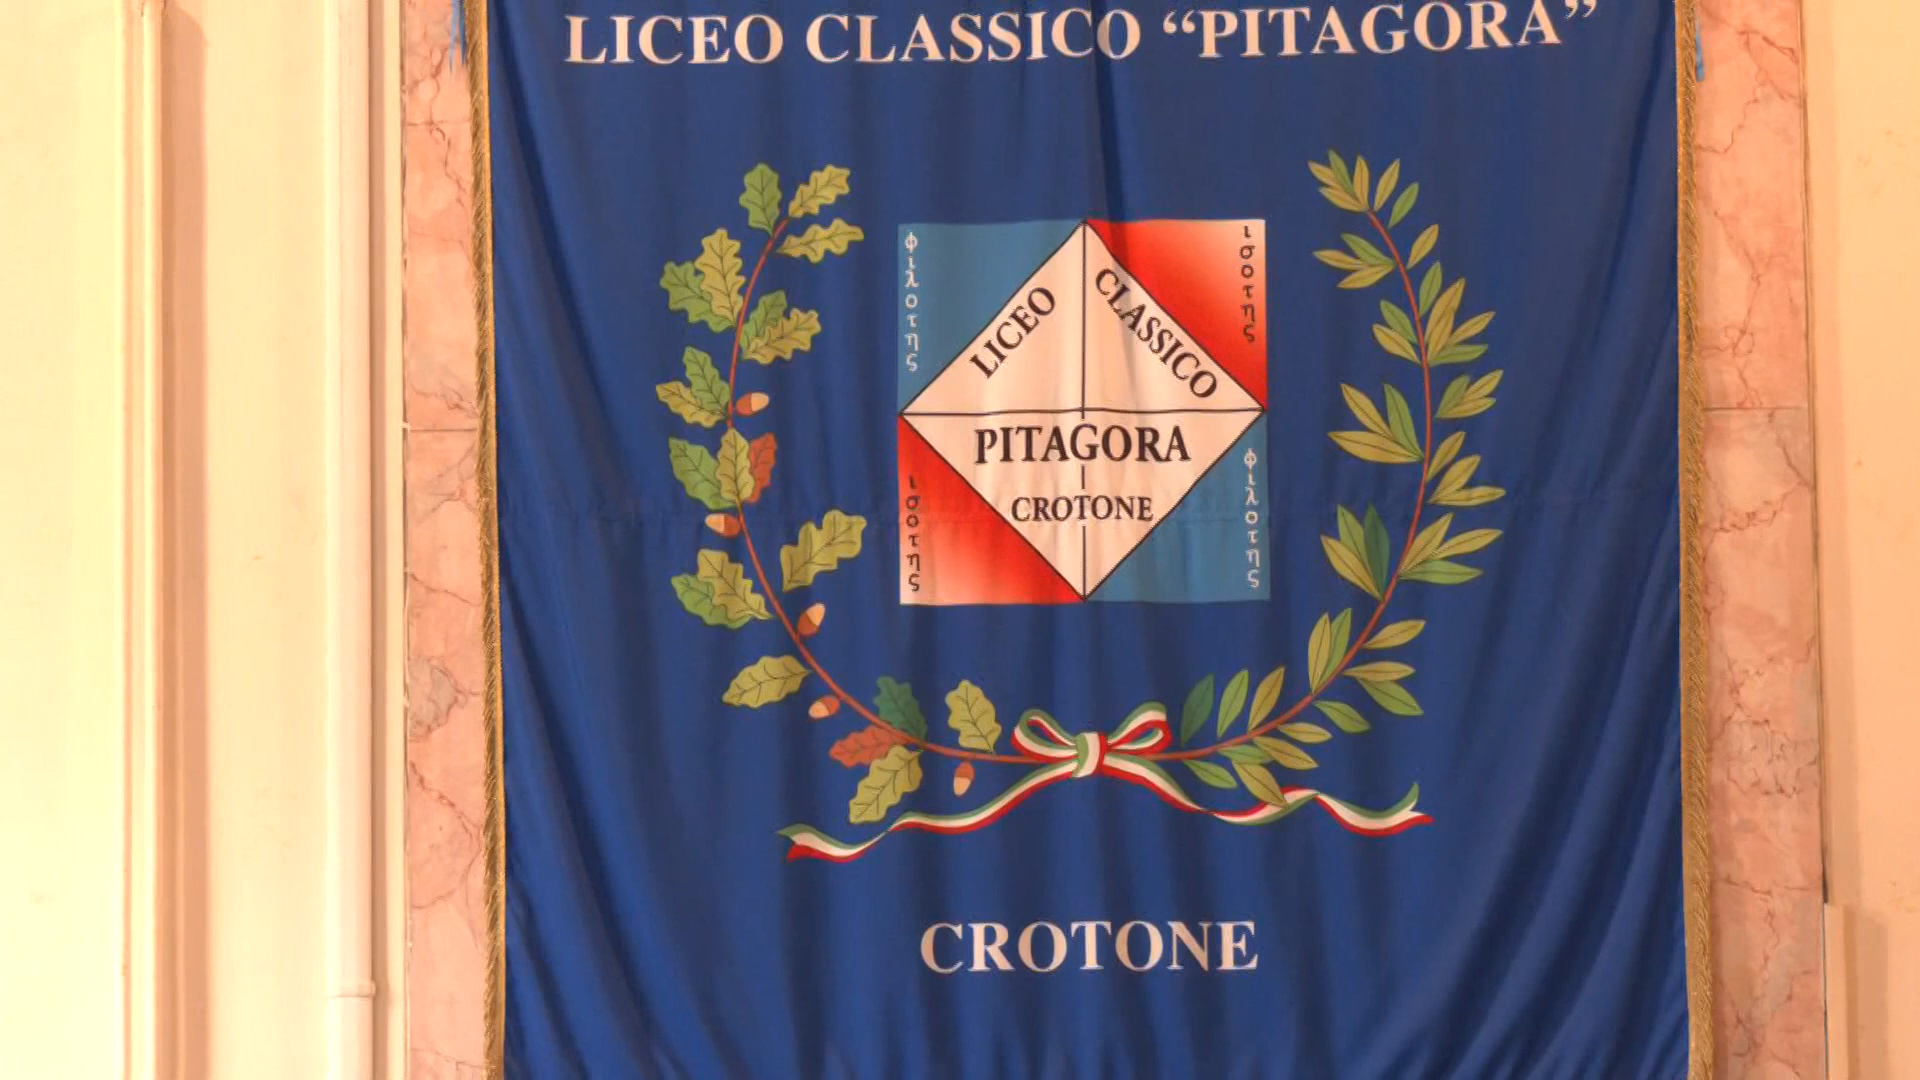 LICEO CLASSICO “PITAGORA”
φιλοτης
ισοτης
LICEO
CLASSICO
PITAGORA
CROTONE
ισοτης
φιλοτης
CROTONE